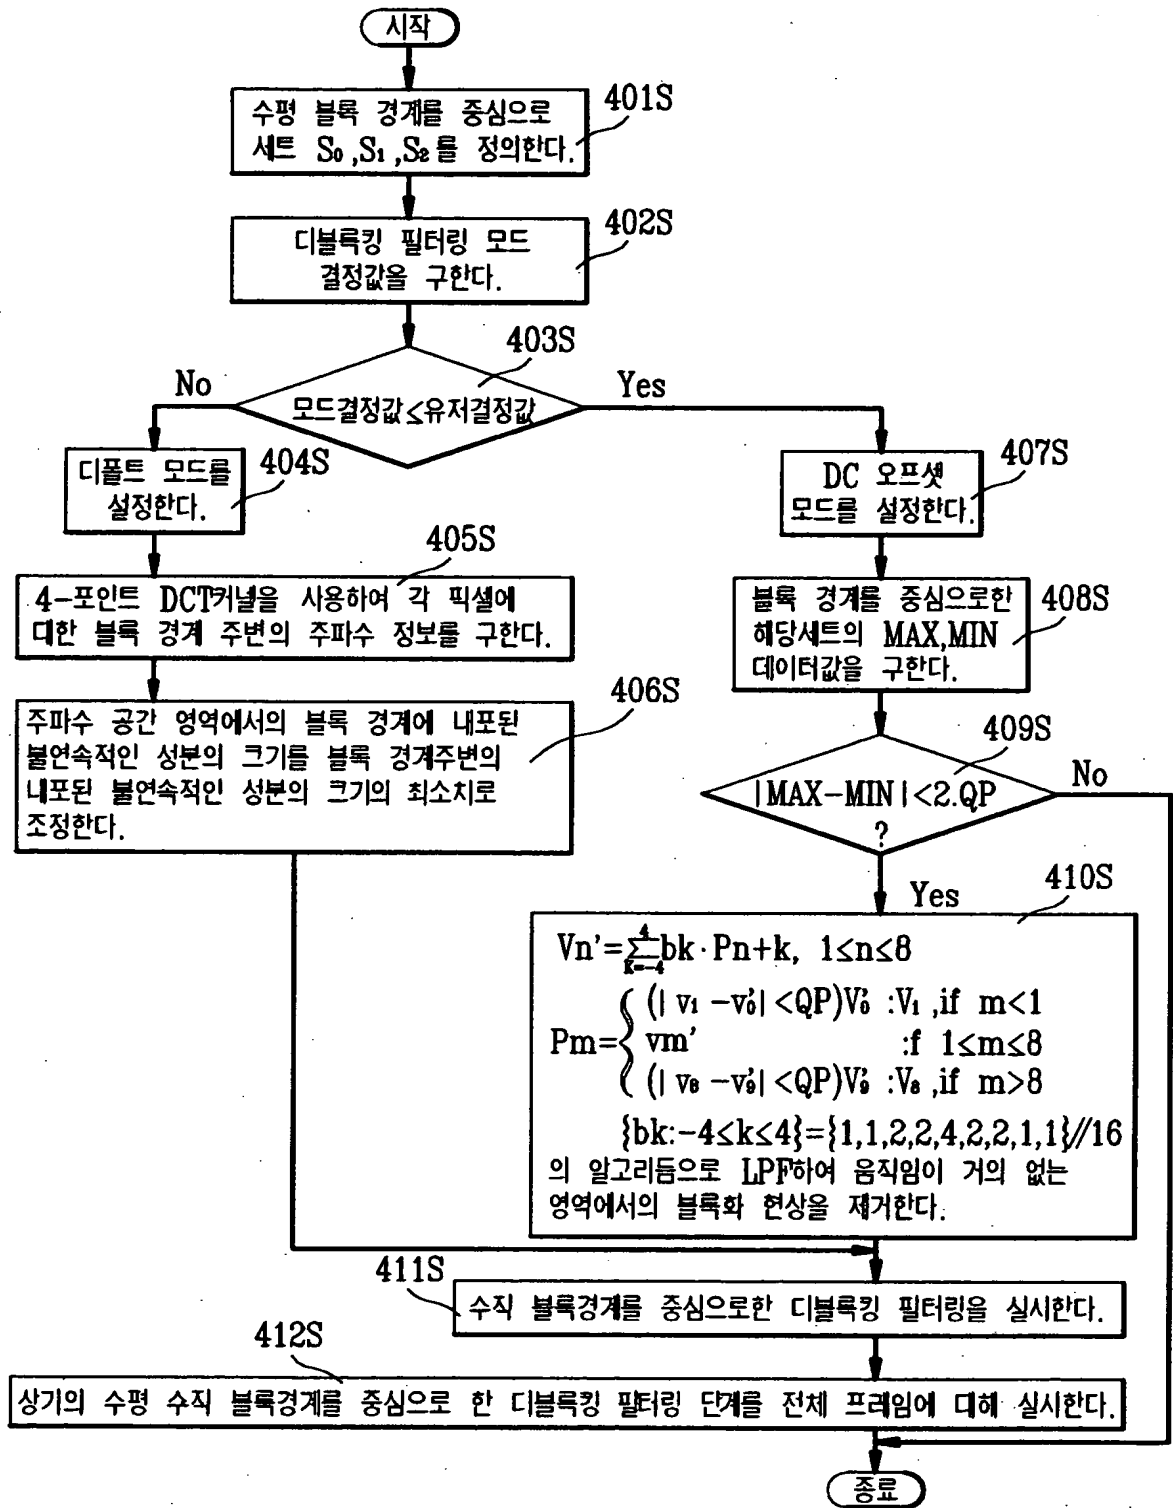 시작
수평 블록 경계를 중심으로
세트 S₀,S₁,S₂를 정의한다.
401S
디블록킹 필터링 모드
결정값을 구한다.
402S
403S
No
모드결정값≤유저결정값
Yes
디폴트 모드를
설정한다.
404S
DC 오프셋
모드를 설정한다.
407S
405S
4-포인트 DCT커널을 사용하여 각 픽셀에
대한 블록 경계 주변의 주파수 정보를 구한다.
블록 경계를 중심으로한
해당세트의 MAX,MIN
데이터값을 구한다.
408S
406S
주파수 공간 영역에서의 블록 경계에 내포된
불연속적인 성분의 크기를 블록 경계주변의
내포된 불연속적인 성분의 크기의 최소치로
조정한다.
409S
No
|MAX-MIN|<2.QP
?
Yes
410S
Vn'=∑bk·Pn+k, 1≤n≤8
4
K=-4
(|v₁-v₀'|<QP)V₀' :V₁ ,if m<1
Pm={ vm' :f 1≤m≤8
(|v₈-v₉'|<QP)V₉' :V₈ ,if m>8
{bk:-4≤k≤4}={1,1,2,2,4,2,2,1,1}//16
의 알고리듬으로 LPF하여 움직임이 거의 없는
영역에서의 블록화 현상을 제거한다.
411S
수직 블록경계를 중심으로한 디블록킹 필터링을 실시한다.
412S
상기의 수평 수직 블록경계를 중심으로 한 디블록킹 필터링 단계를 전체 프레임에 대해 실시한다.
종료